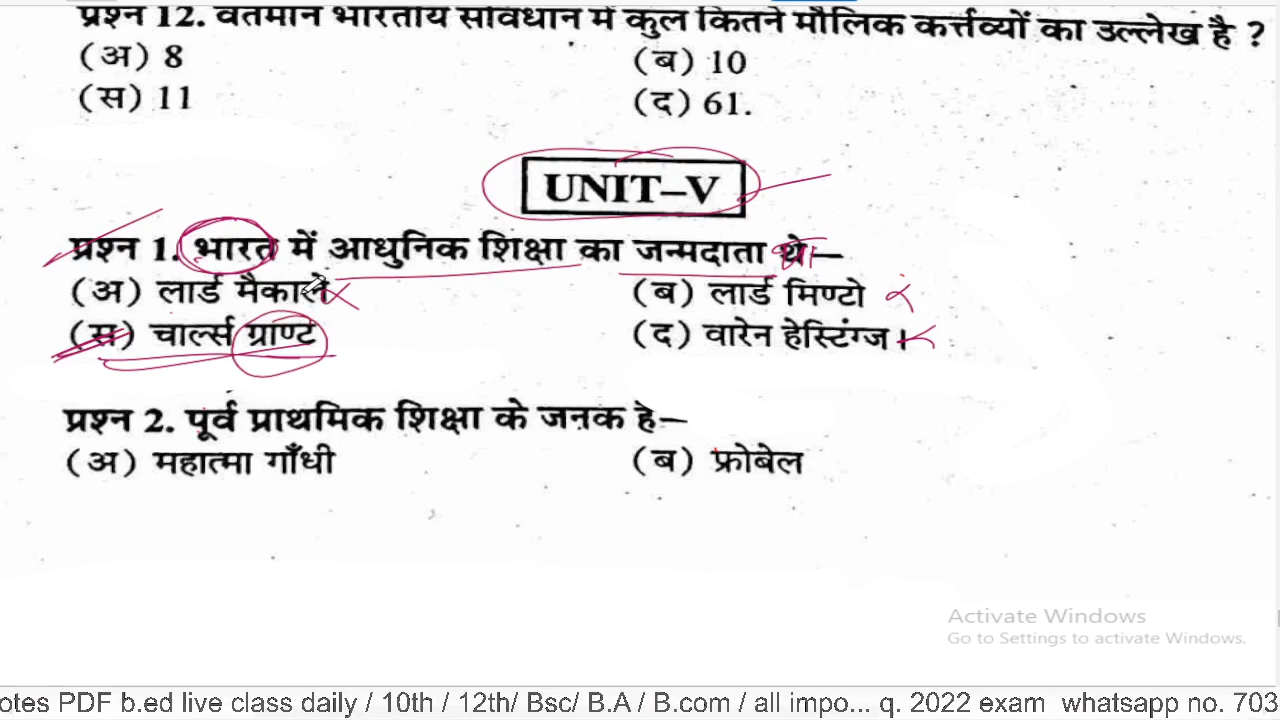 प्रश्न 12. वर्तमान भारतीय संविधान में कुल कितने मौलिक कर्त्तव्यों का उल्लेख है ?
(अ) 8 (ब) 10
(स) 11 (द) 61.
UNIT–V
प्रश्न 1. भारत में आधुनिक शिक्षा का जन्मदाता थे—
(अ) लार्ड मैकाले (ब) लार्ड मिण्टो
(स) चार्ल्स ग्राण्ट (द) वारेन हेस्टिंग्ज।
प्रश्न 2. पूर्व प्राथमिक शिक्षा के जनक हे—
(अ) महात्मा गाँधी (ब) फ्रोबेल
Activate Windows
Go to Settings to activate Windows.
otes PDF b.ed live class daily / 10th / 12th/ Bsc/ B.A / B.com / all impo... q. 2022 exam whatsapp no. 703